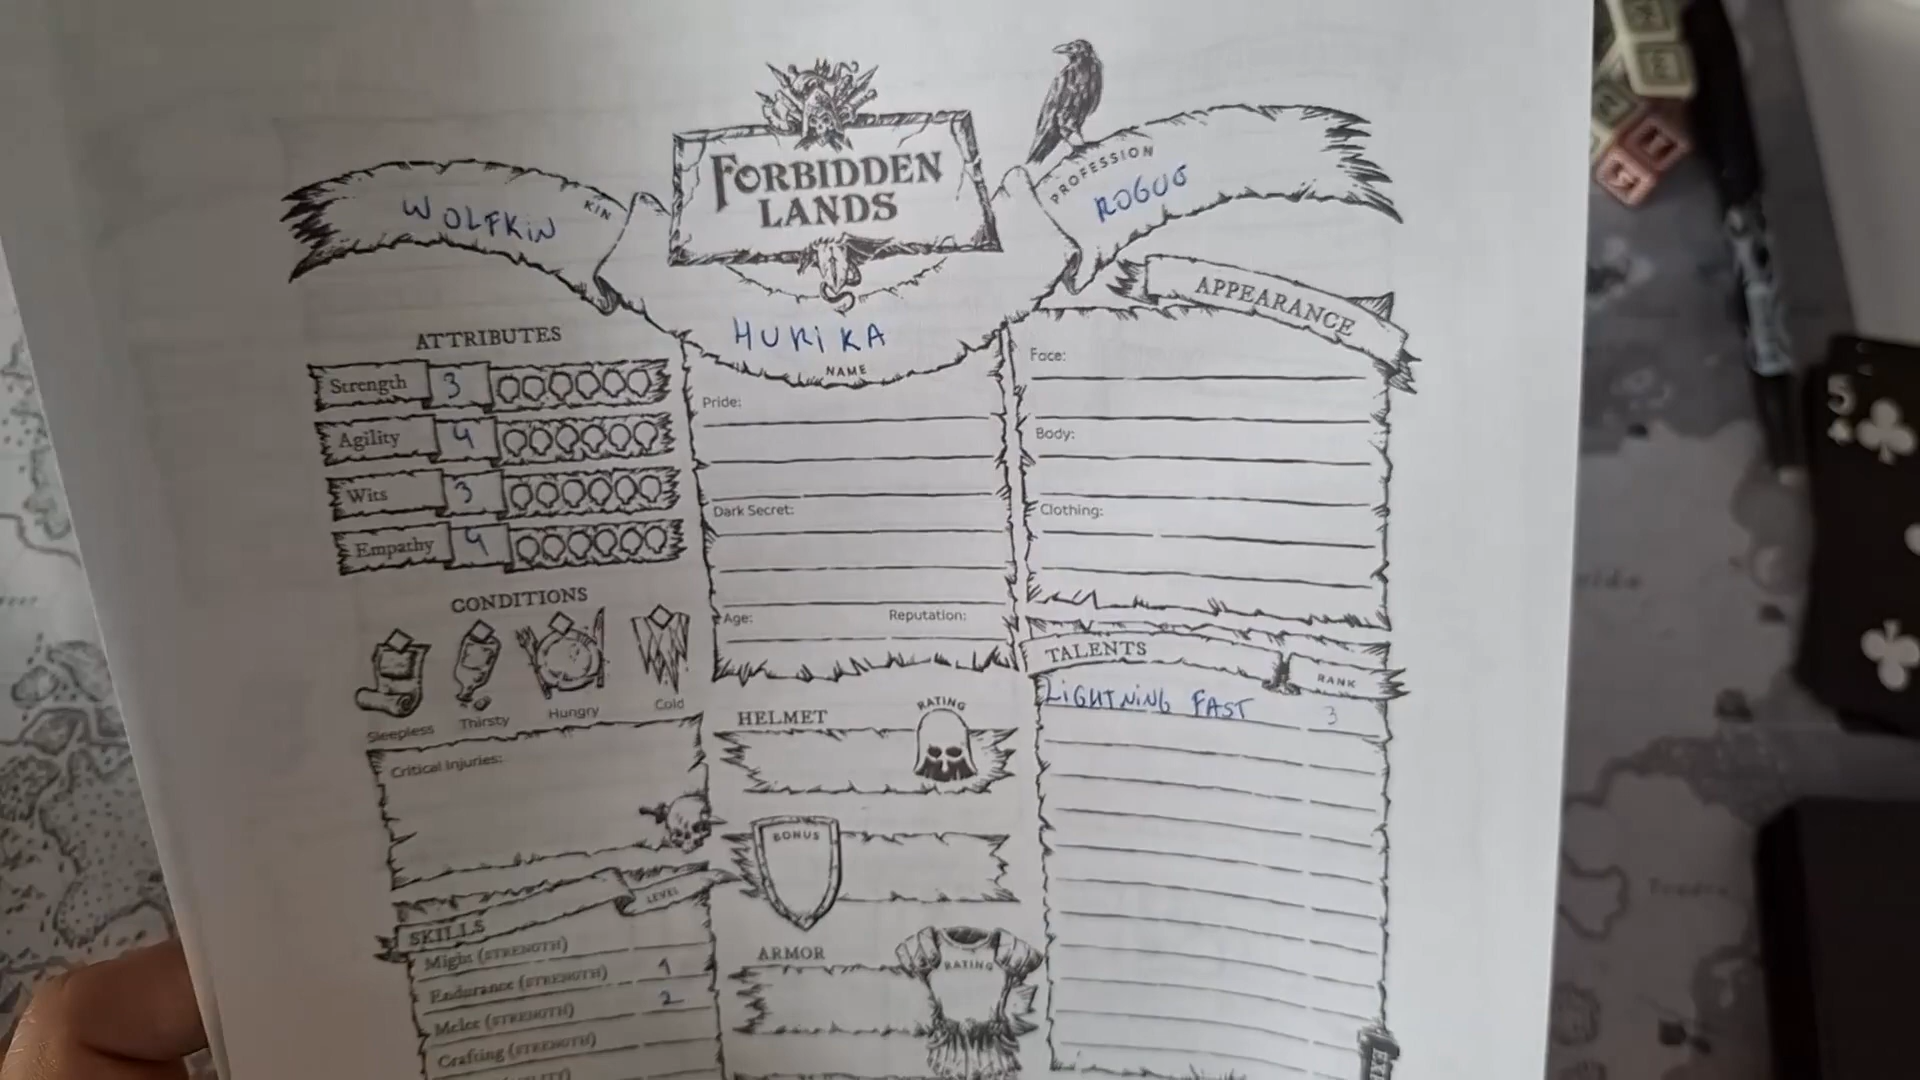 FORBIDDEN
LANDS
WOLFKiN
KIN
PROFESSION
ROGUE
HURiKA
NAME
ATTRIBUTES
Strength 3
Agility 4
Wits 3
Empathy 4
CONDITIONS
Sleepless Thirsty Hungry Cold
Critical Injuries:
SKILLS LEVEL
Might (STRENGTH)
Endurance (STRENGTH) 1
Melee (STRENGTH) 2
Crafting (STRENGTH)
Pride:
Dark Secret:
Age: Reputation:
HELMET RATING
BONUS
ARMOR RATING
APPEARANCE
Face:
Body:
Clothing:
TALENTS RANK
LiGHTNiNG FAST 3
5